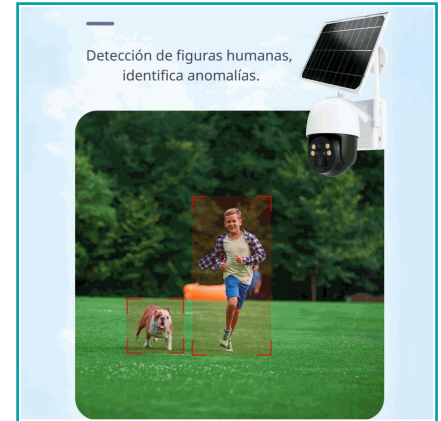 Detección de figuras humanas,
identifica anomalías.